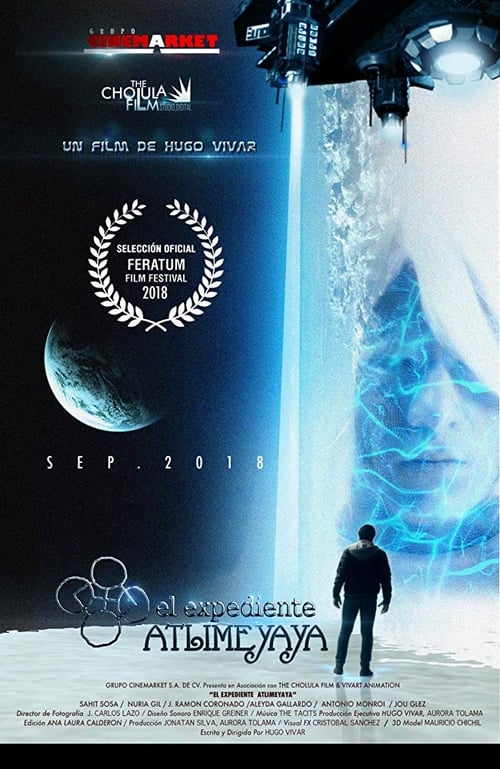 GRUPO
CINEMARKET
THE
CHOLULA
FILM
STUDIO DIGITAL
UN FILM DE HUGO VIVAR
SELECCIÓN OFICIAL
FERATUM
FILM FESTIVAL
2018
SEP. 2018
el expediente
ATLIMEYAYA
GRUPO CINEMARKET S.A. DE CV. Presenta en Asociación con THE CHOLULA FILM & VIVART ANIMATION
"EL EXPEDIENTE ATLIMEYAYA"
SAHIT SOSA / NURIA GIL / J. RAMON CORONADO /ALEYDA GALLARDO / ANTONIO MONROI / JOU GLEZ
Director de Fotografía J. CARLOS LAZO / Diseño Sonoro ENRIQUE GREINER / Música THE TACITS Producción Ejecutiva HUGO VIVAR, AURORA TOLAMA
Edición ANA LAURA CALDERON / Producción JONATAN SILVA, AURORA TOLAMA / Visual FX CRISTOBAL SANCHEZ / 3D Model MAURICIO CHICHIL
Escrita y Dirigida Por HUGO VIVAR